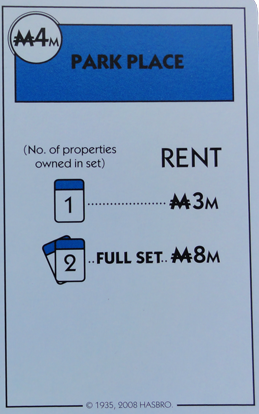 ₩4M
PARK PLACE
(No. of properties
owned in set)
RENT
1 .................... ₩3M
2 ..FULL SET.. ₩8M
© 1935, 2008 HASBRO.